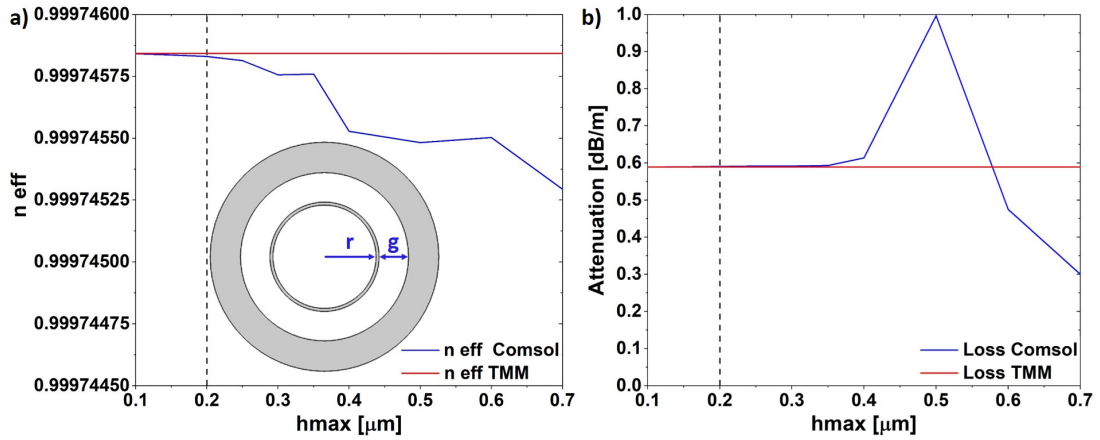 a)
n eff
0.99974600
0.99974575
0.99974550
0.99974525
0.99974500
0.99974475
0.99974450
r
g
n eff Comsol
n eff TMM
0.1 0.2 0.3 0.4 0.5 0.6 0.7
hmax [μm]
b)
Attenuation [dB/m]
1.0
0.9
0.8
0.7
0.6
0.5
0.4
0.3
0.2
0.1
0.0
Loss Comsol
Loss TMM
0.1 0.2 0.3 0.4 0.5 0.6 0.7
hmax [μm]